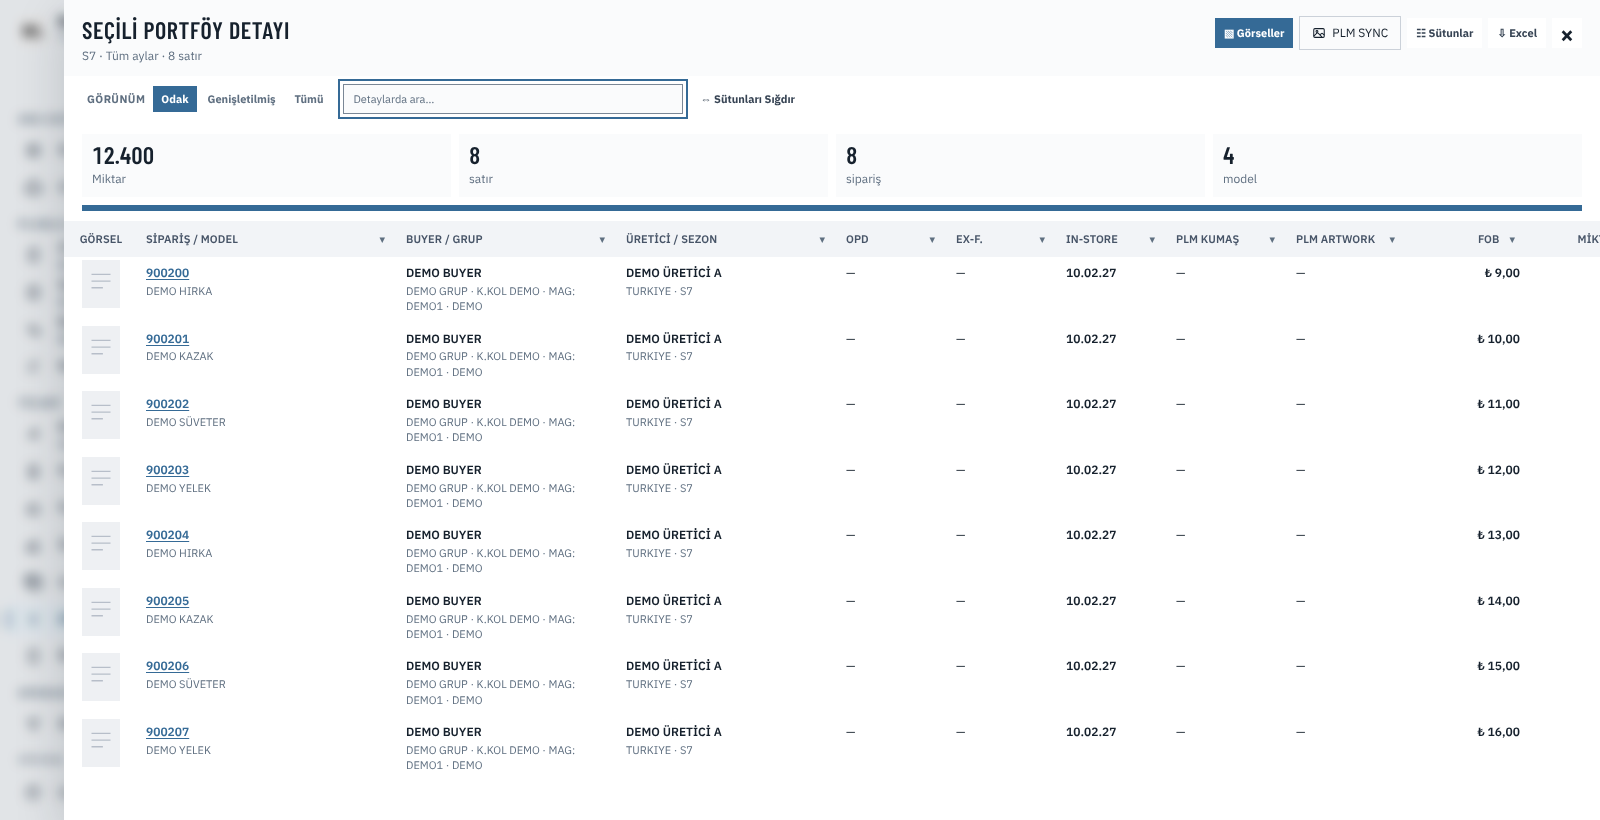 SEÇİLİ PORTFÖY DETAYI
S7 · Tüm aylar · 8 satır
Görseller
PLM SYNC
Sütunlar
Excel
GÖRÜNÜM Odak Genişletilmiş Tümü Detaylarda ara... ↔ Sütunları Sığdır
12.400
Miktar
8
satır
8
sipariş
4
model
GÖRSEL SİPARİŞ / MODEL ▼ BUYER / GRUP ▼ ÜRETİCİ / SEZON ▼ OPD ▼ EX-F. ▼ IN-STORE ▼ PLM KUMAŞ ▼ PLM ARTWORK ▼ FOB ▼
900200 DEMO BUYER DEMO ÜRETİCİ A — — 10.02.27 — — ₺ 9,00
DEMO HIRKA DEMO GRUP · K.KOL DEMO · MAG: TURKIYE · S7
DEMO1 · DEMO
900201 DEMO BUYER DEMO ÜRETİCİ A — — 10.02.27 — — ₺ 10,00
DEMO KAZAK DEMO GRUP · K.KOL DEMO · MAG: TURKIYE · S7
DEMO1 · DEMO
900202 DEMO BUYER DEMO ÜRETİCİ A — — 10.02.27 — — ₺ 11,00
DEMO SÜVETER DEMO GRUP · K.KOL DEMO · MAG: TURKIYE · S7
DEMO1 · DEMO
900203 DEMO BUYER DEMO ÜRETİCİ A — — 10.02.27 — — ₺ 12,00
DEMO YELEK DEMO GRUP · K.KOL DEMO · MAG: TURKIYE · S7
DEMO1 · DEMO
900204 DEMO BUYER DEMO ÜRETİCİ A — — 10.02.27 — — ₺ 13,00
DEMO HIRKA DEMO GRUP · K.KOL DEMO · MAG: TURKIYE · S7
DEMO1 · DEMO
900205 DEMO BUYER DEMO ÜRETİCİ A — — 10.02.27 — — ₺ 14,00
DEMO KAZAK DEMO GRUP · K.KOL DEMO · MAG: TURKIYE · S7
DEMO1 · DEMO
900206 DEMO BUYER DEMO ÜRETİCİ A — — 10.02.27 — — ₺ 15,00
DEMO SÜVETER DEMO GRUP · K.KOL DEMO · MAG: TURKIYE · S7
DEMO1 · DEMO
900207 DEMO BUYER DEMO ÜRETİCİ A — — 10.02.27 — — ₺ 16,00
DEMO YELEK DEMO GRUP · K.KOL DEMO · MAG: TURKIYE · S7
DEMO1 · DEMO